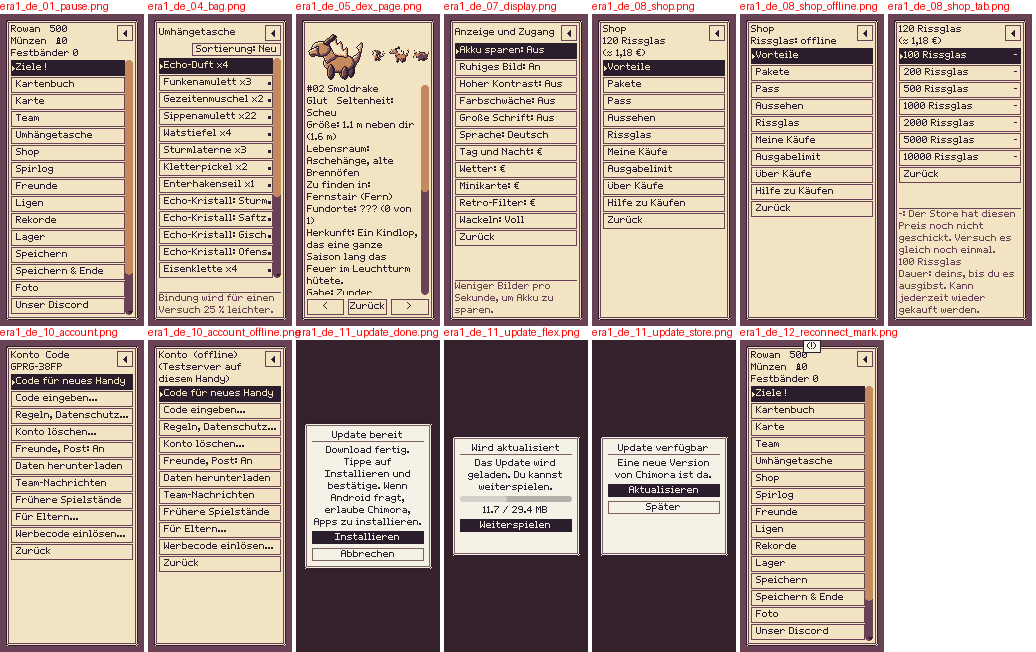 era1_de_01_pause.png
Rowan 500
Münzen 10
Festbänder 0
Ziele !
Kartenbuch
Karte
Team
Umhängetasche
Shop
Spirlog
Freunde
Ligen
Rekorde
Lager
Speichern
Speichern & Ende
Foto
Unser Discord
era1_de_04_bag.png
Umhängetasche
Sortierung: Neu
Echo-Duft x4
Funkenamulett x3
Gezeitenmuschel x2
Sippenamulett x22
Watstiefel x4
Sturmlaterne x3
Kletterpickel x2
Enterhakenseil x1
Echo-Kristall: Sturm
Echo-Kristall: Saftz
Echo-Kristall: Gisch
Echo-Kristall: Ofens
Eisenklette x4
Bindung wird für einen
Versuch 25 % leichter.
era1_de_05_dex_page.png
#02 Smoldrake
Glut Seltenheit:
Scheu
Größe: 1.1 m neben dir
(1.6 m)
Lebensraum:
Aschehänge, alte
Brennöfen
Zu finden in:
Fernstair (Fern)
Fundorte: ??? (0 von
1)
Herkunft: Ein Kindlop,
das eine ganze
Saison lang das
Feuer im Leuchtturm
hütete.
Gabe: Zunder
<
Zurück
>
era1_de_07_display.png
Anzeige und Zugang
Akku sparen: Aus
Ruhiges Bild: An
Hoher Kontrast: Aus
Farbschwäche: Aus
Große Schrift: Aus
Sprache: Deutsch
Tag und Nacht: €
Wetter: €
Minikarte: €
Retro-Filter: €
Wackeln: Voll
Zurück
Weniger Bilder pro
Sekunde, um Akku zu
sparen.
era1_de_08_shop.png
Shop
120 Rissglas
(≈ 1,18 €)
Vorteile
Pakete
Pass
Aussehen
Rissglas
Meine Käufe
Ausgabelimit
Über Käufe
Hilfe zu Käufen
Zurück
era1_de_08_shop_offline.png
Shop
Rissglas: offline
Vorteile
Pakete
Pass
Aussehen
Rissglas
Meine Käufe
Ausgabelimit
Über Käufe
Hilfe zu Käufen
Zurück
era1_de_08_shop_tab.png
120 Rissglas
(≈ 1,18 €)
100 Rissglas -
200 Rissglas -
500 Rissglas -
1000 Rissglas -
2000 Rissglas -
5000 Rissglas -
10000 Rissglas -
Zurück
-: Der Store hat diesen
Preis noch nicht
geschickt. Versuch es
gleich noch einmal.
100 Rissglas
Dauer: deins, bis du es
ausgibst. Kann
jederzeit wieder
gekauft werden.
era1_de_10_account.png
Konto Code
GPRG-38FP
Code für neues Handy
Code eingeben...
Regeln, Datenschutz...
Konto löschen...
Freunde, Post: An
Daten herunterladen
Team-Nachrichten
Frühere Spielstände
Für Eltern...
Werbecode einlösen...
Zurück
era1_de_10_account_offline.png
Konto (offline)
(Testserver auf
diesem Handy)
Code für neues Handy
Code eingeben...
Regeln, Datenschutz...
Konto löschen...
Freunde, Post: An
Daten herunterladen
Team-Nachrichten
Frühere Spielstände
Für Eltern...
Werbecode einlösen...
Zurück
era1_de_11_update_done.png
Update bereit
Download fertig.
Tippe auf
Installieren und
bestätige. Wenn
Android fragt,
erlaube Chimora,
Apps zu installieren.
Installieren
Abbrechen
era1_de_11_update_flex.png
Wird aktualisiert
Das Update wird
geladen. Du kannst
weiterspielen.
11.7 / 29.4 MB
Weiterspielen
era1_de_11_update_store.png
Update verfügbar
Eine neue Version
von Chimora ist da.
Aktualisieren
Später
era1_de_12_reconnect_mark.png
(!)
Rowan 500
Münzen 10
Festbänder 0
Ziele !
Kartenbuch
Karte
Team
Umhängetasche
Shop
Spirlog
Freunde
Ligen
Rekorde
Lager
Speichern
Speichern & Ende
Foto
Unser Discord